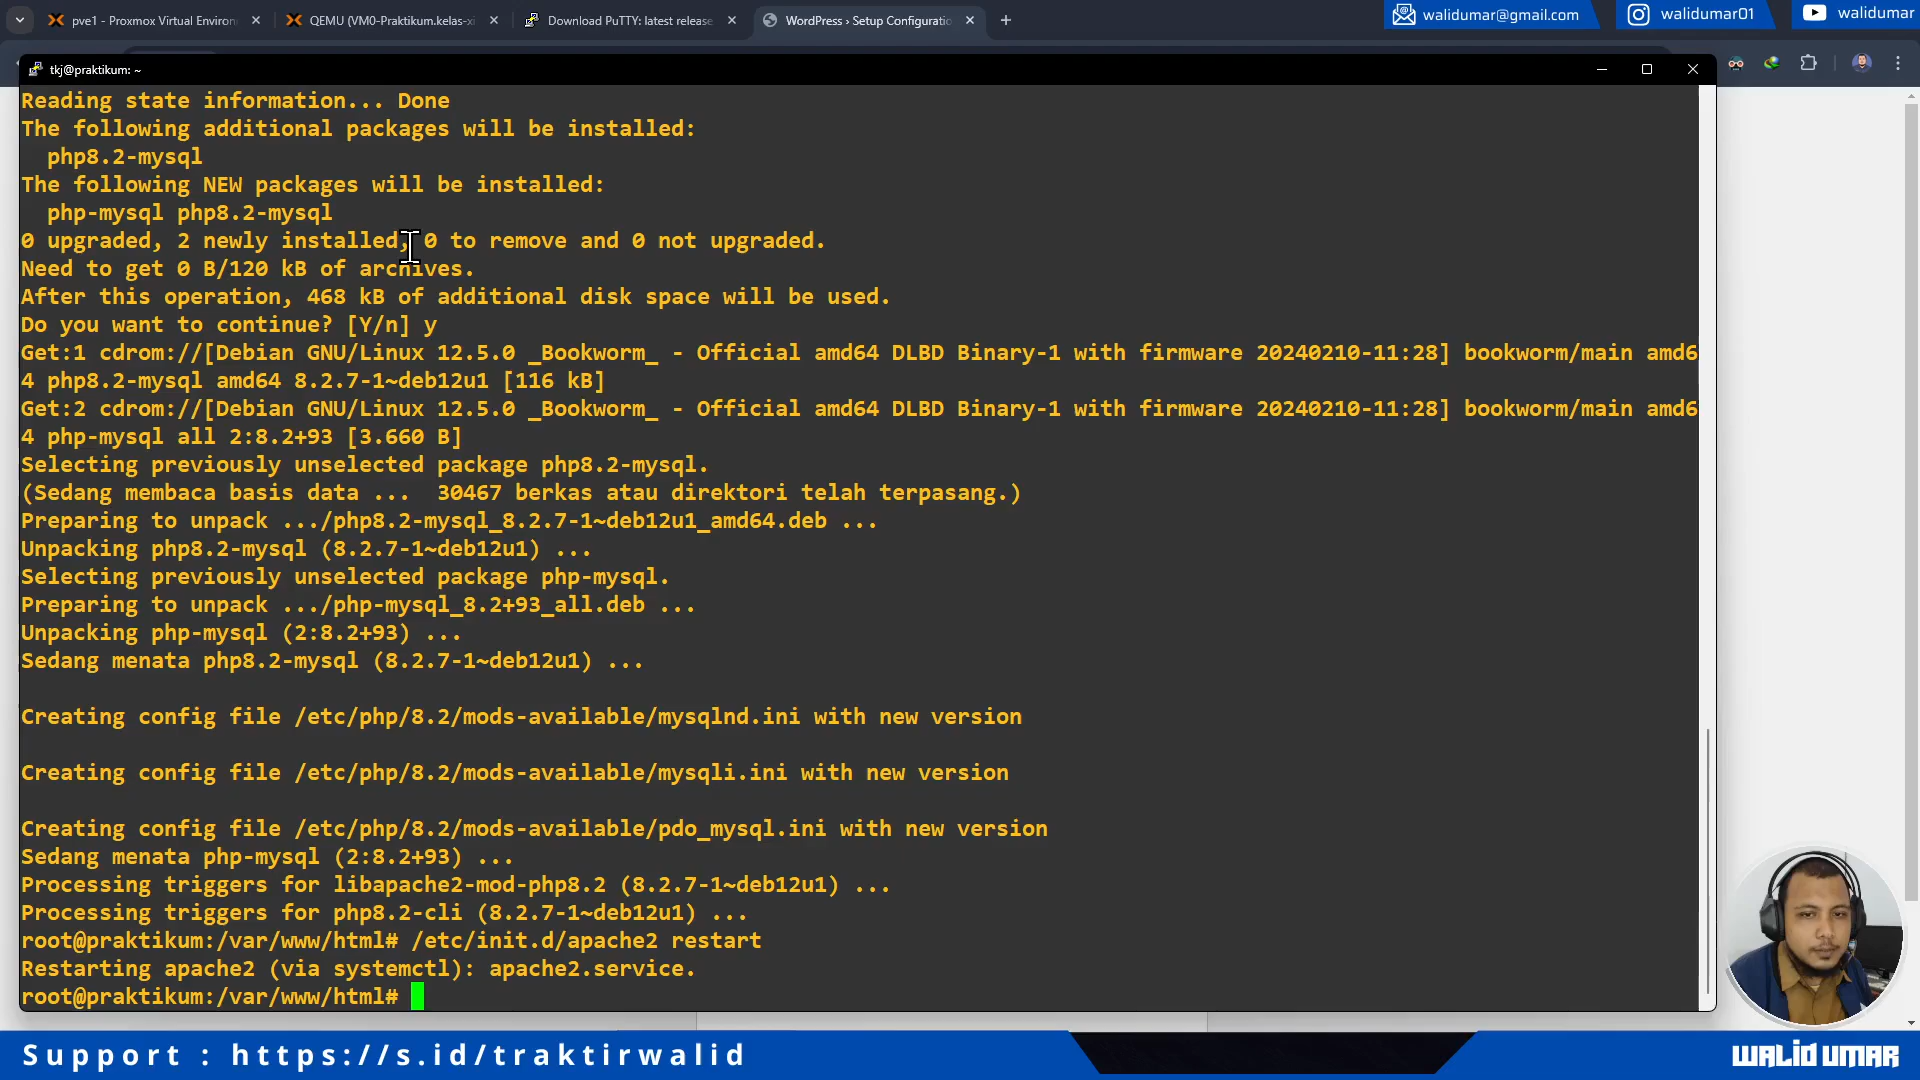 pve1 - Proxmox Virtual Environ
QEMU (VM0-Praktikum.kelas-xi
Download PuTTY: latest release
WordPress › Setup Configuratio
walidumar@gmail.com
walidumar01
walidumar
tkj@praktikum: ~
Reading state information... Done
The following additional packages will be installed:
php8.2-mysql
The following NEW packages will be installed:
php-mysql php8.2-mysql
0 upgraded, 2 newly installed, 0 to remove and 0 not upgraded.
Need to get 0 B/120 kB of archives.
After this operation, 468 kB of additional disk space will be used.
Do you want to continue? [Y/n] y
Get:1 cdrom://[Debian GNU/Linux 12.5.0 _Bookworm_ - Official amd64 DLBD Binary-1 with firmware 20240210-11:28] bookworm/main amd6
4 php8.2-mysql amd64 8.2.7-1~deb12u1 [116 kB]
Get:2 cdrom://[Debian GNU/Linux 12.5.0 _Bookworm_ - Official amd64 DLBD Binary-1 with firmware 20240210-11:28] bookworm/main amd6
4 php-mysql all 2:8.2+93 [3.660 B]
Selecting previously unselected package php8.2-mysql.
(Sedang membaca basis data ...  30467 berkas atau direktori telah terpasang.)
Preparing to unpack .../php8.2-mysql_8.2.7-1~deb12u1_amd64.deb ...
Unpacking php8.2-mysql (8.2.7-1~deb12u1) ...
Selecting previously unselected package php-mysql.
Preparing to unpack .../php-mysql_8.2+93_all.deb ...
Unpacking php-mysql (2:8.2+93) ...
Sedang menata php8.2-mysql (8.2.7-1~deb12u1) ...
Creating config file /etc/php/8.2/mods-available/mysqlnd.ini with new version
Creating config file /etc/php/8.2/mods-available/mysqli.ini with new version
Creating config file /etc/php/8.2/mods-available/pdo_mysql.ini with new version
Sedang menata php-mysql (2:8.2+93) ...
Processing triggers for libapache2-mod-php8.2 (8.2.7-1~deb12u1) ...
Processing triggers for php8.2-cli (8.2.7-1~deb12u1) ...
root@praktikum:/var/www/html# /etc/init.d/apache2 restart
Restarting apache2 (via systemctl): apache2.service.
root@praktikum:/var/www/html#
Support : https://s.id/traktirwalid
WALID UMAR